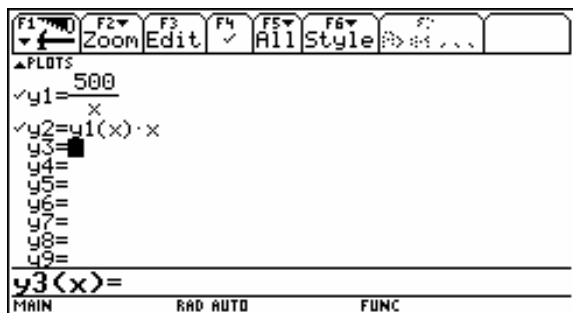 F1 F2 Zoom F3 Edit F4 ✓ F5 All F6 Style
PLOTS
✓y1=500/x
✓y2=y1(x)·x
y3=
y4=
y5=
y6=
y7=
y8=
y9=
y3(x)=
MAIN RAD AUTO FUNC